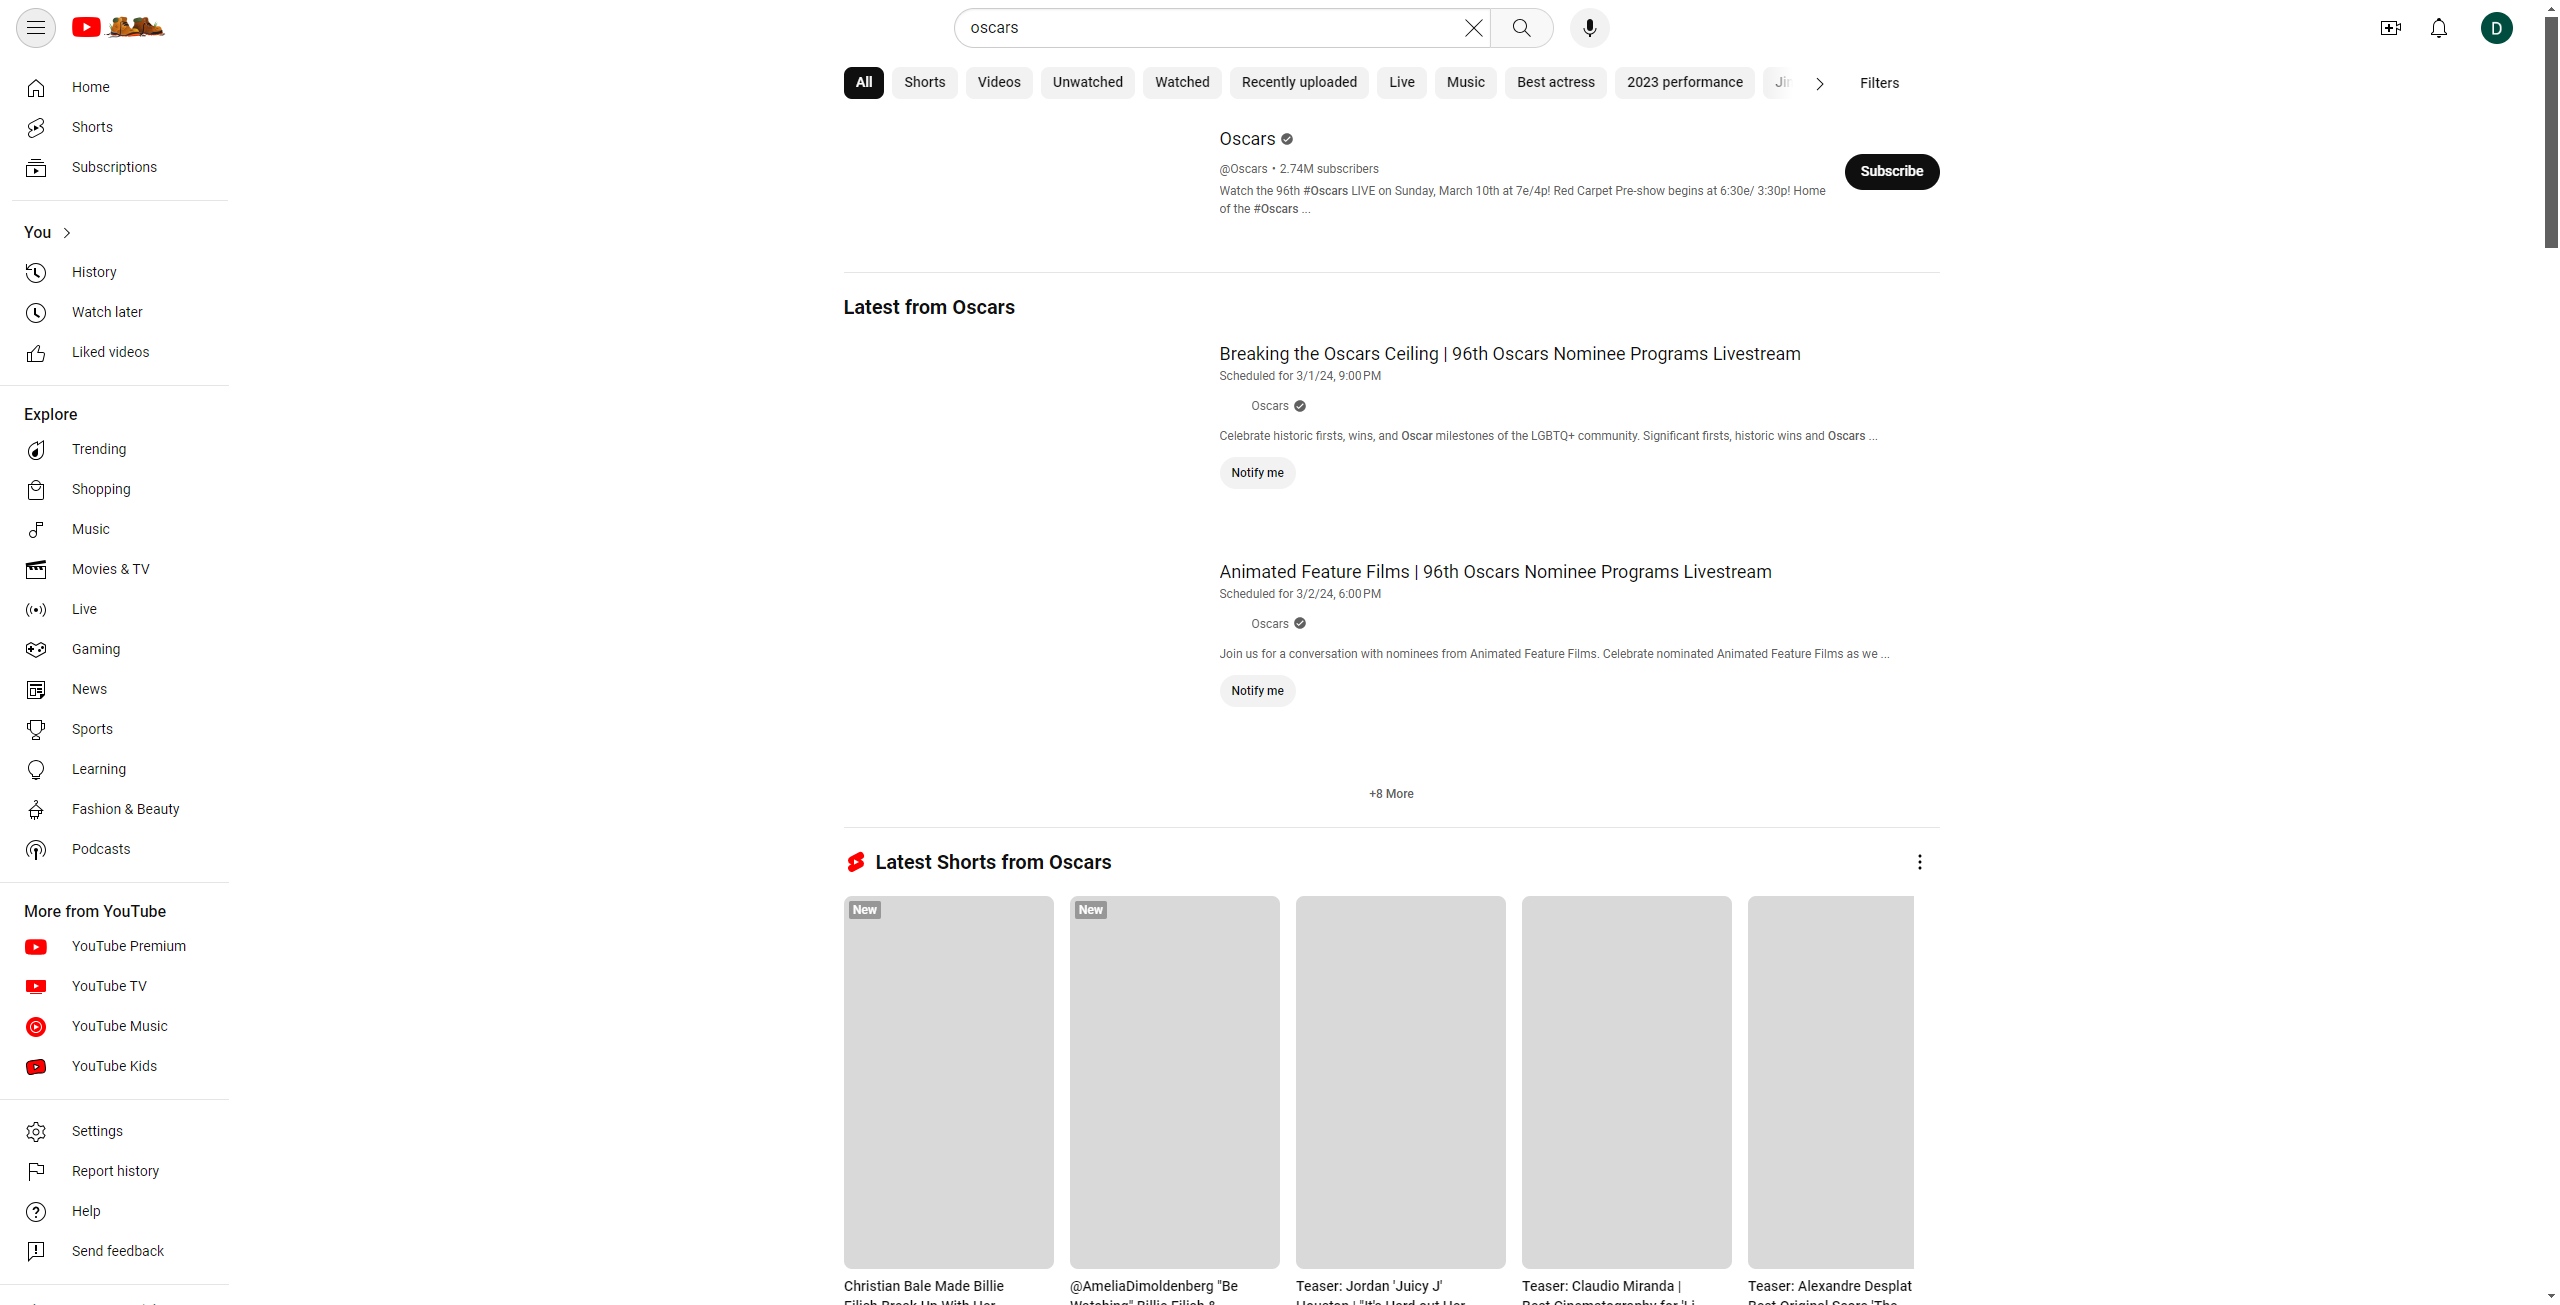 oscars
D
All
Shorts
Videos
Unwatched
Watched
Recently uploaded
Live
Music
Best actress
2023 performance
Filters
Home
Shorts
Subscriptions
You
History
Watch later
Liked videos
Explore
Trending
Shopping
Music
Movies & TV
Live
Gaming
News
Sports
Learning
Fashion & Beauty
Podcasts
More from YouTube
YouTube Premium
YouTube TV
YouTube Music
YouTube Kids
Settings
Report history
Help
Send feedback
Oscars
@Oscars • 2.74M subscribers
Watch the 96th #Oscars LIVE on Sunday, March 10th at 7e/4p! Red Carpet Pre-show begins at 6:30e/ 3:30p! Home
of the #Oscars ...
Subscribe
Latest from Oscars
Breaking the Oscars Ceiling | 96th Oscars Nominee Programs Livestream
Scheduled for 3/1/24, 9:00 PM
Oscars
Celebrate historic firsts, wins, and Oscar milestones of the LGBTQ+ community. Significant firsts, historic wins and Oscars ...
Notify me
Animated Feature Films | 96th Oscars Nominee Programs Livestream
Scheduled for 3/2/24, 6:00 PM
Oscars
Join us for a conversation with nominees from Animated Feature Films. Celebrate nominated Animated Feature Films as we ...
Notify me
+8 More
Latest Shorts from Oscars
New
New
Christian Bale Made Billie
@AmeliaDimoldenberg "Be
Teaser: Jordan 'Juicy J'
Teaser: Claudio Miranda |
Teaser: Alexandre Desplat